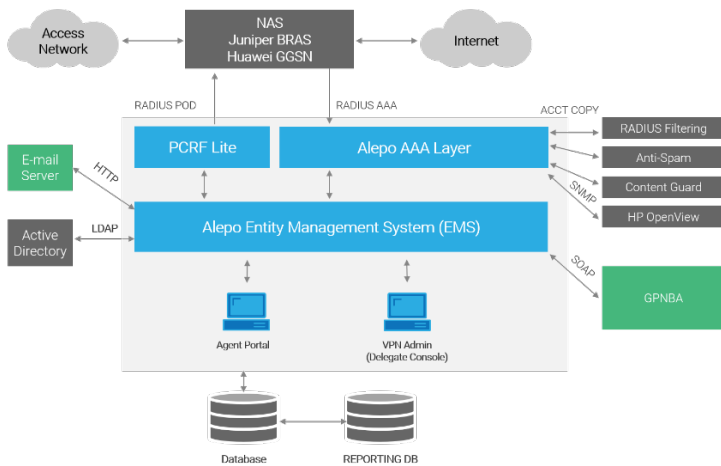 Access
Network
NAS
Juniper BRAS
Huawei GGSN
Internet
RADIUS POD
RADIUS AAA
ACCT COPY
PCRF Lite
Alepo AAA Layer
RADIUS Filtering
Anti-Spam
Content Guard
HP OpenView
SNMP
E-mail
Server
HTTP
Active
Directory
LDAP
Alepo Entity Management System (EMS)
SOAP
GPNBA
Agent Portal
VPN Admin
(Delegate Console)
Database
REPORTING DB